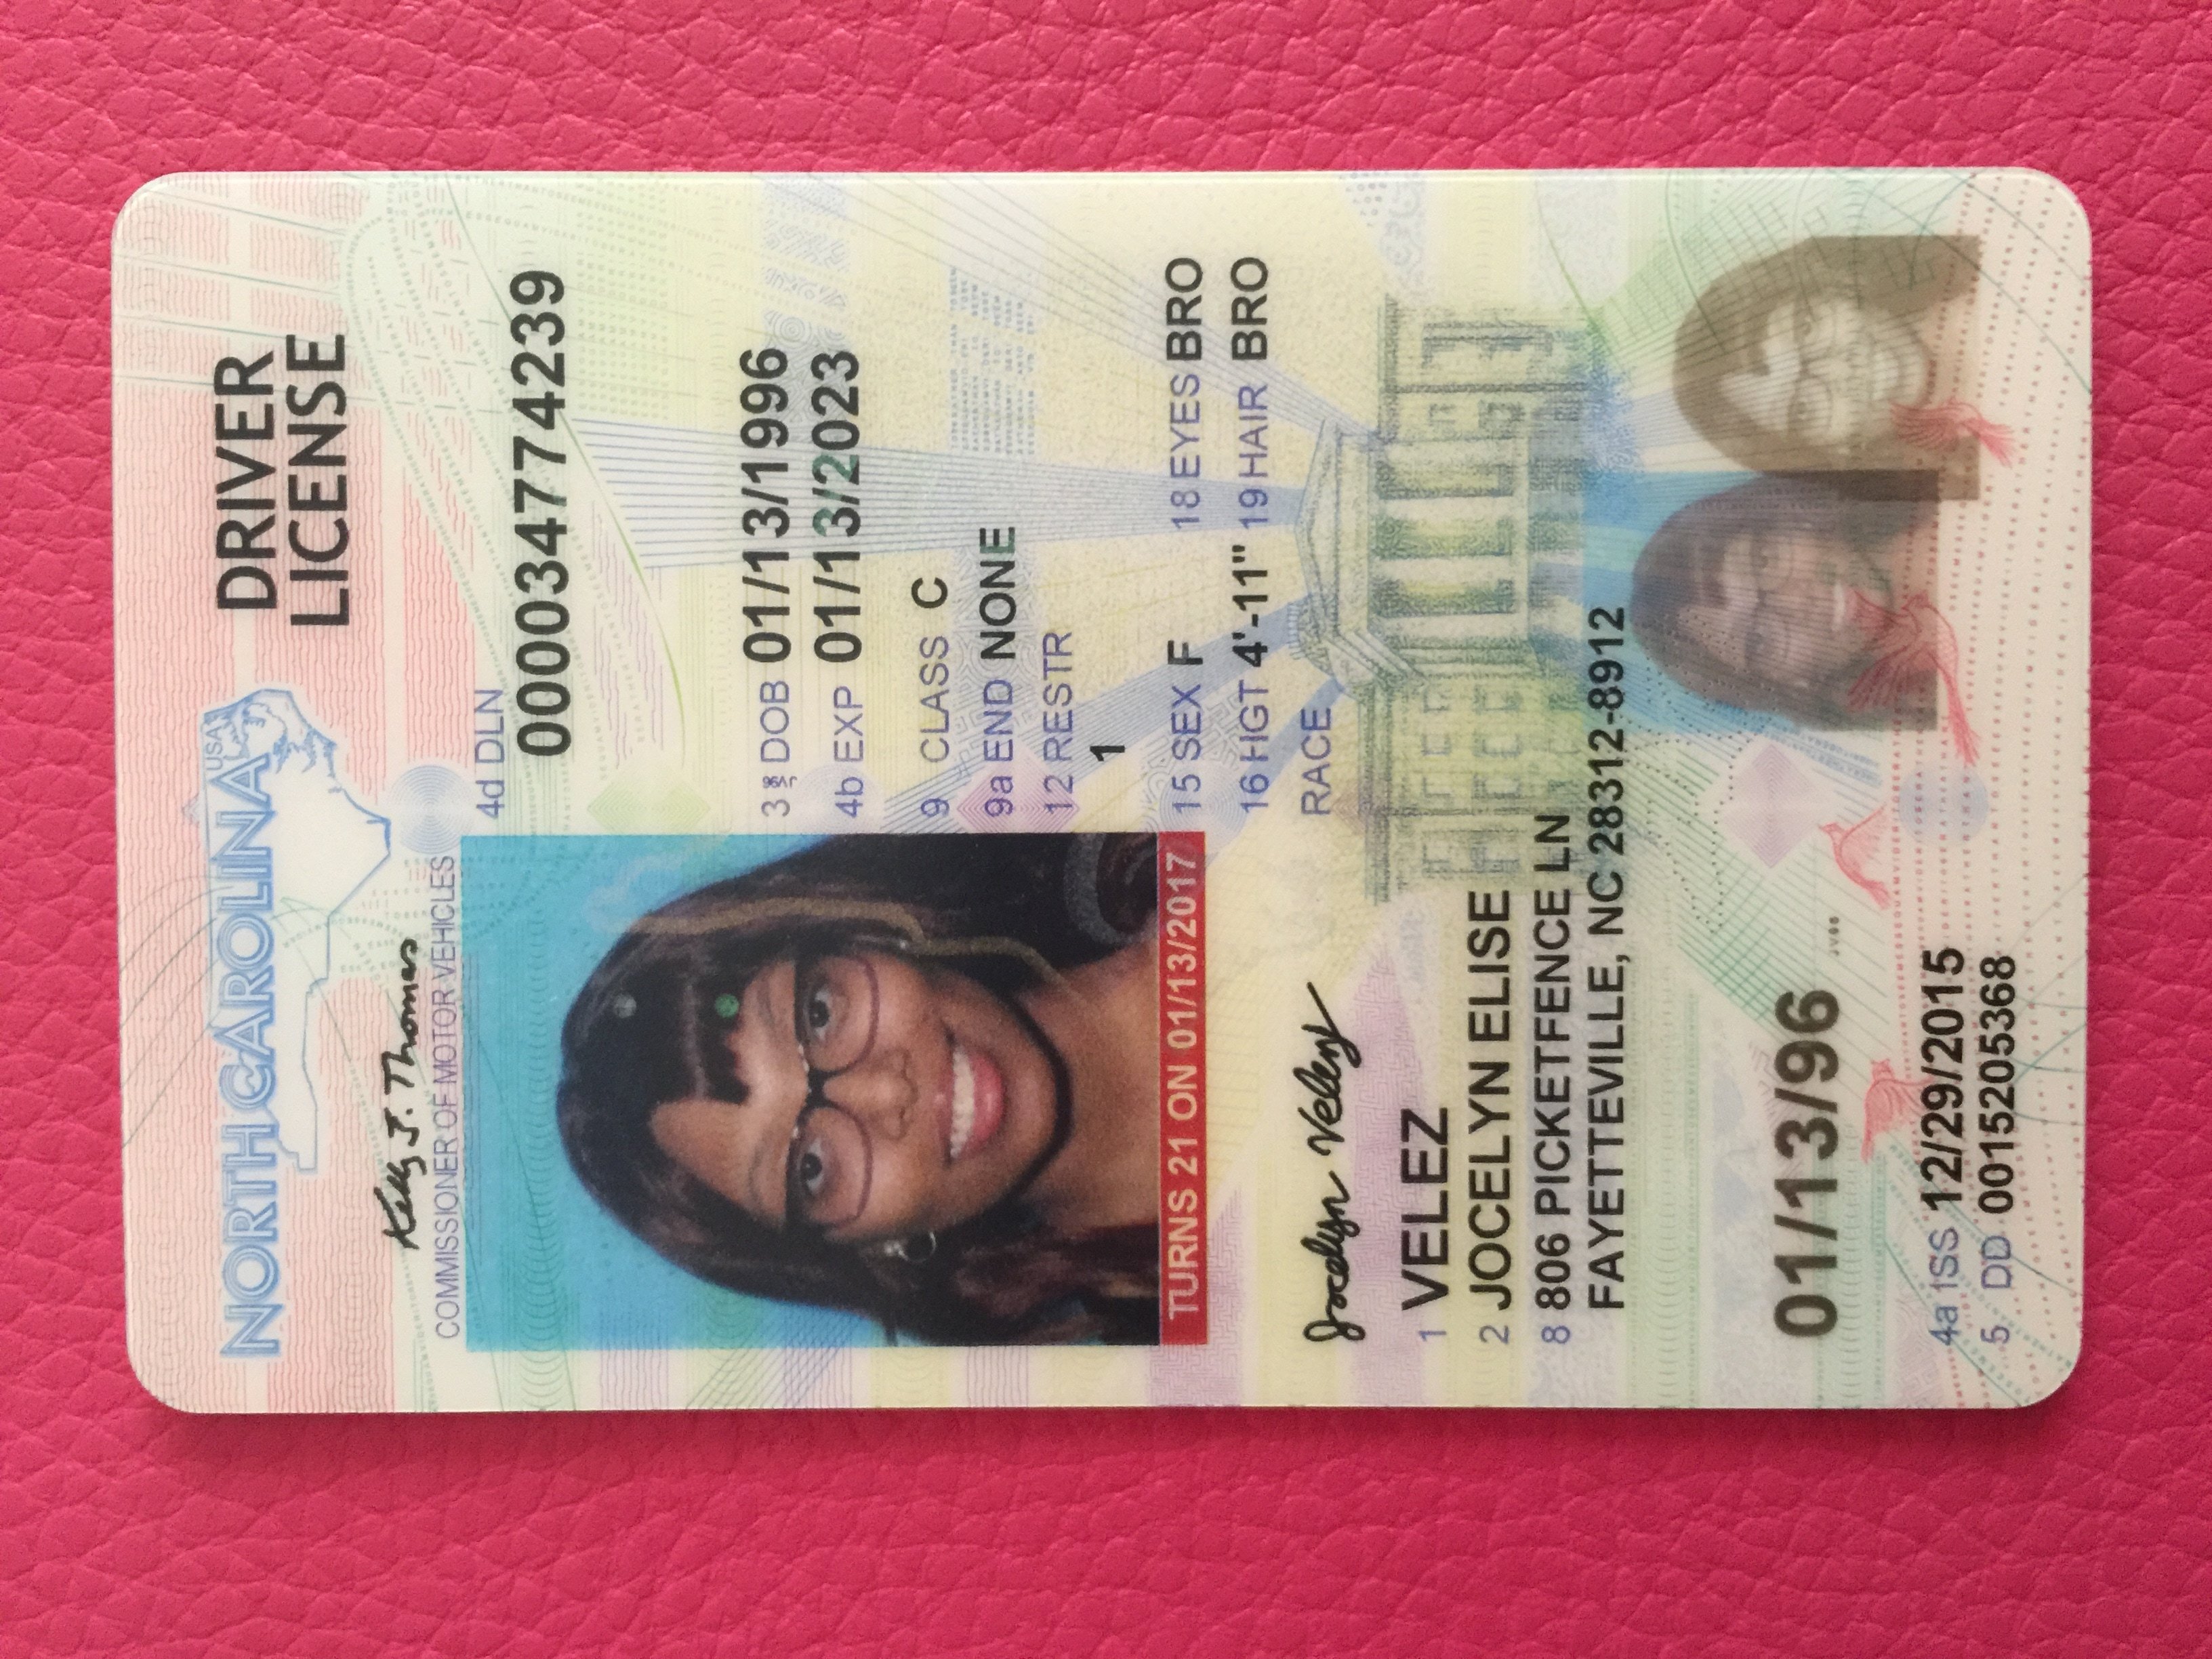 NORTH CAROLINA
USA
DRIVER
LICENSE
Kelly J. Thomas
COMMISSIONER OF MOTOR VEHICLES
4d DLN
000034774239
3 DOB 01/13/1996
4b EXP 01/13/2023
9 CLASS C
9a END NONE
12 RESTR
1
15 SEX F 18 EYES BRO
16 HGT 4'-11" 19 HAIR BRO
RACE
TURNS 21 ON 01/13/2017
Jocelyn Velez
1 VELEZ
2 JOCELYN ELISE
8 806 PICKETFENCE LN
FAYETTEVILLE, NC 28312-8912
01/13/96
4a ISS 12/29/2015
5 DD 0015205368